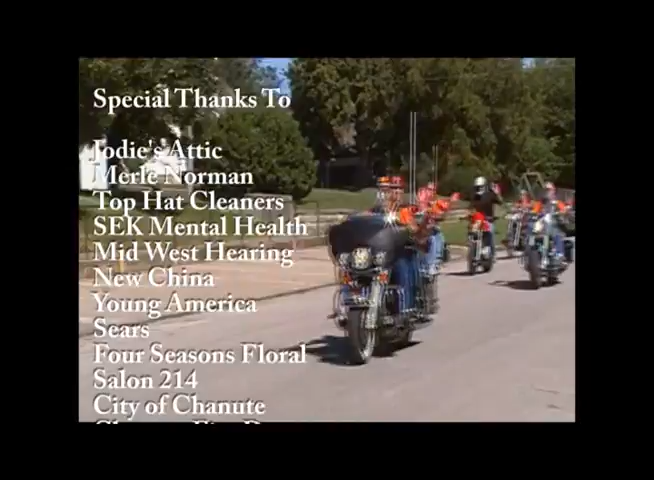 Special Thanks To
Jodie's Attic
Merle Norman
Top Hat Cleaners
SEK Mental Health
Mid West Hearing
New China
Young America
Sears
Four Seasons Floral
Salon 214
City of Chanute